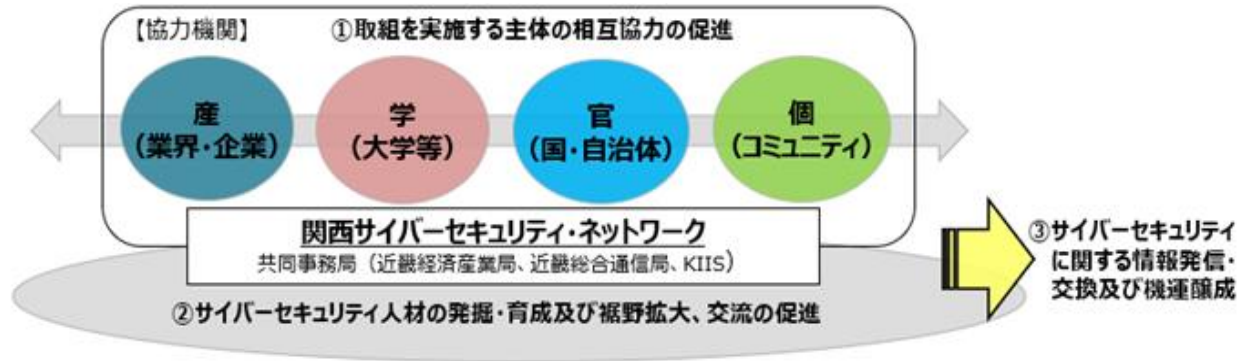 【協力機関】 ①取組を実施する主体の相互協力の促進
産
(業界・企業)
学
(大学等)
官
(国・自治体)
個
(コミュニティ)
関西サイバーセキュリティ・ネットワーク
共同事務局（近畿経済産業局、近畿総合通信局、KIIS）
②サイバーセキュリティ人材の発掘・育成及び裾野拡大、交流の促進
③サイバーセキュリティ
に関する情報発信・
交換及び機運醸成